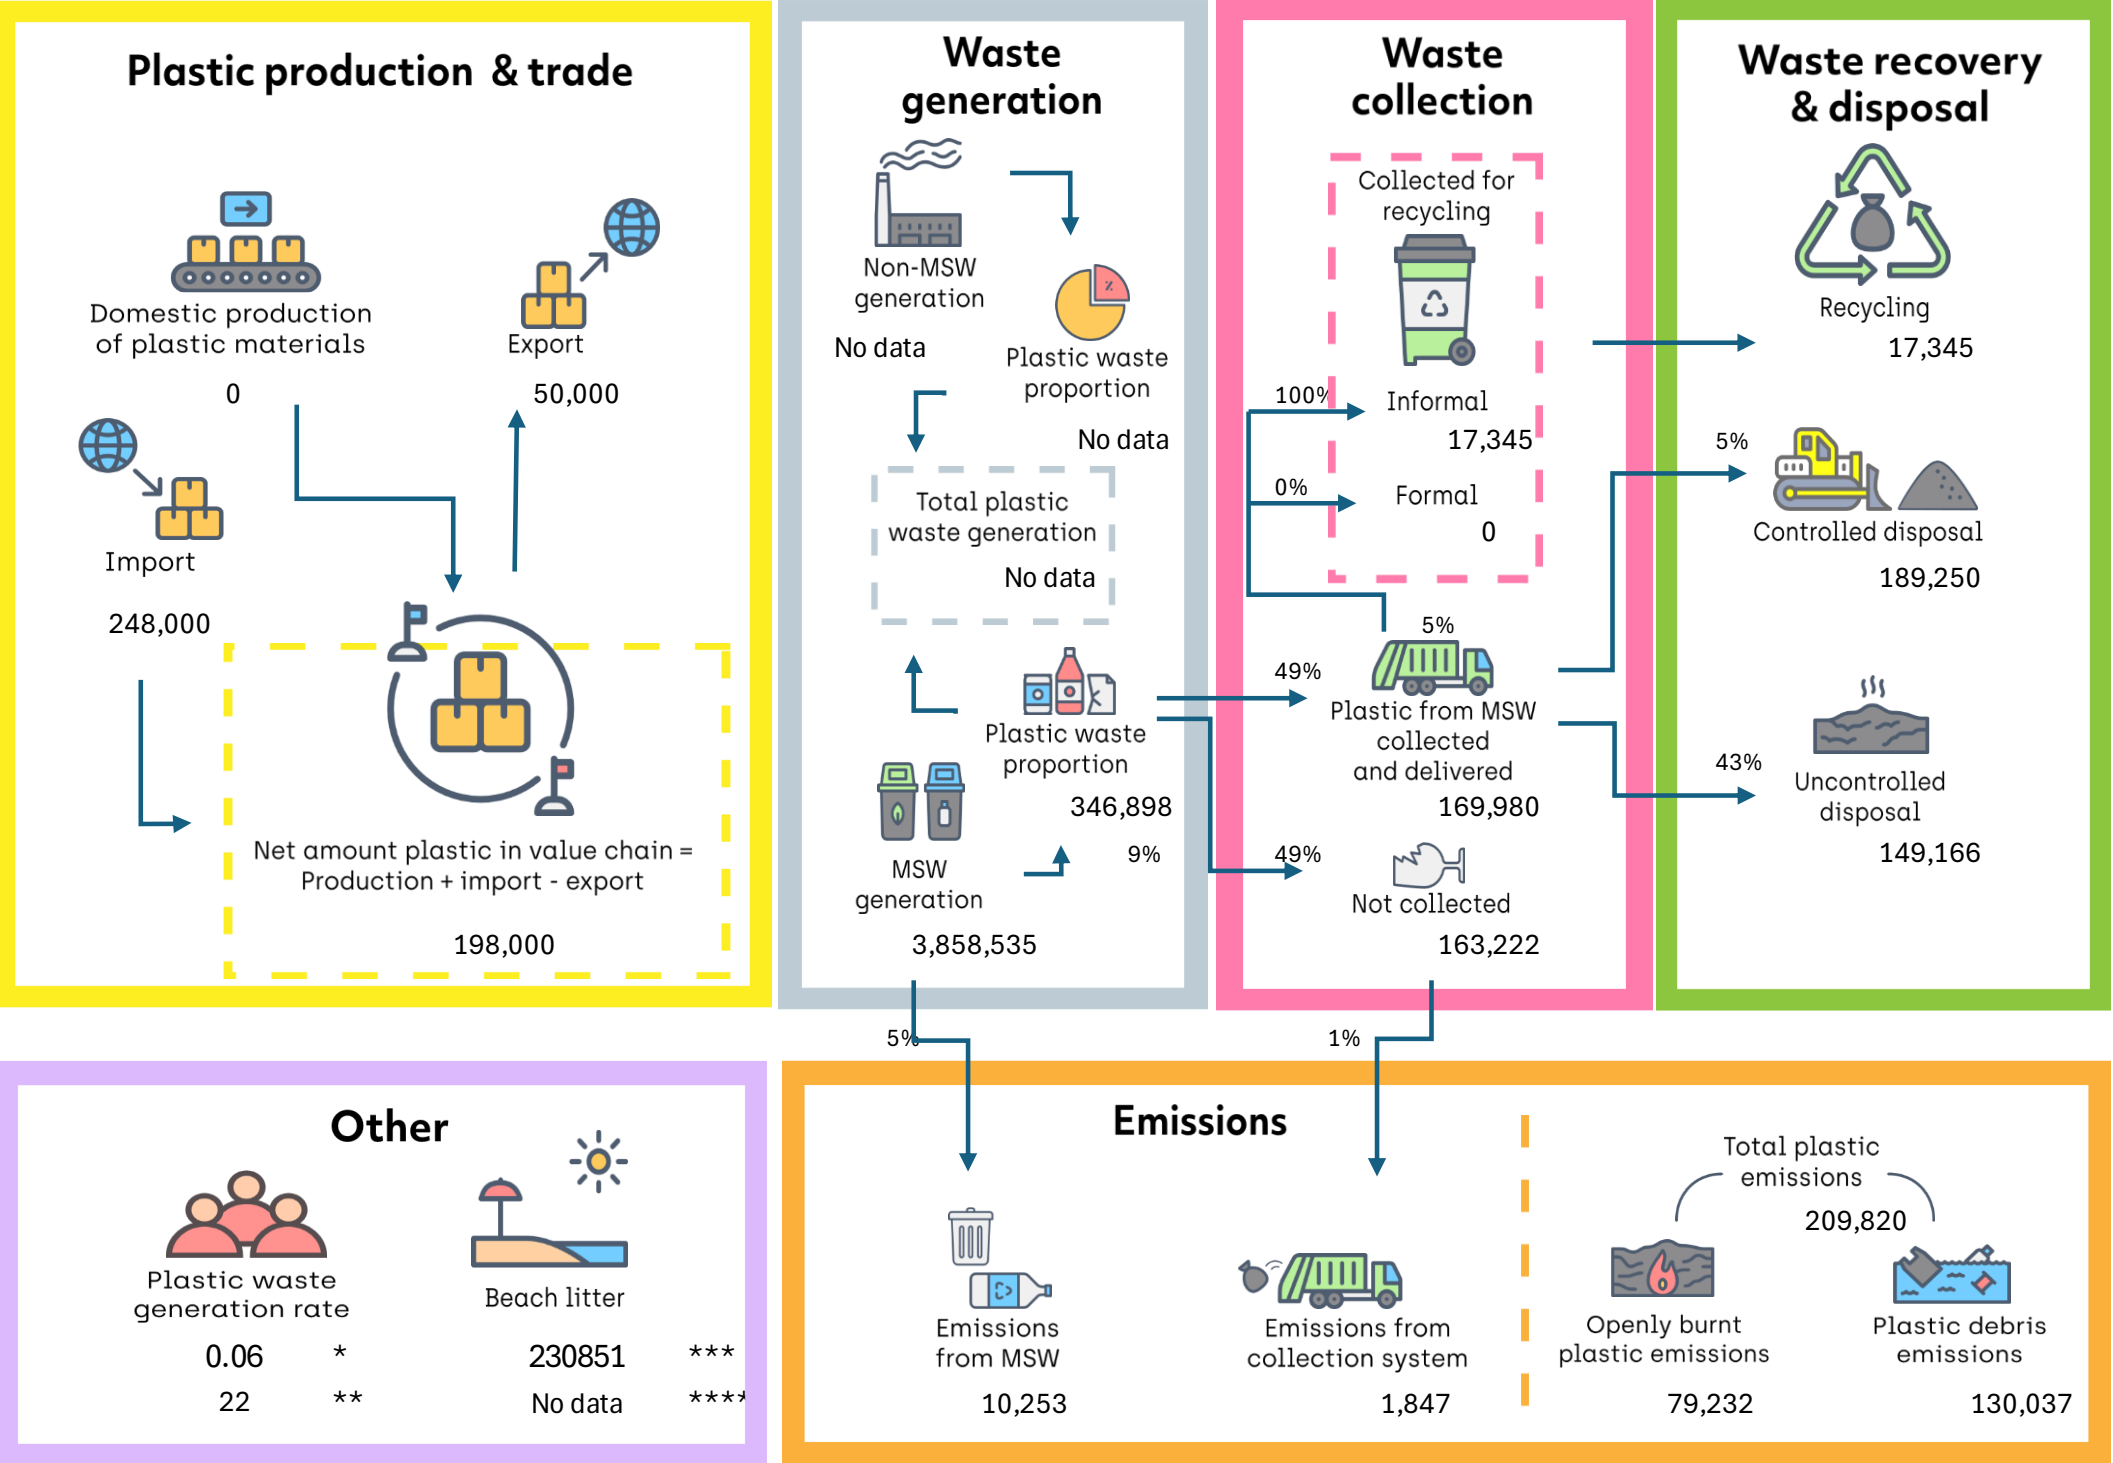 Plastic production & trade
Domestic production
of plastic materials
0
Export
50,000
Import
248,000
Net amount plastic in value chain =
Production + import - export
198,000
Waste
generation
Non-MSW
generation
No data
Plastic waste
proportion
No data
Total plastic
waste generation
No data
Plastic waste
proportion
346,898
9%
MSW
generation
3,858,535
Waste
collection
Collected for
recycling
100%
Informal
17,345
0%
Formal
0
5%
49%
Plastic from MSW
collected
and delivered
169,980
49%
Not collected
163,222
Waste recovery
& disposal
Recycling
17,345
5%
Controlled disposal
189,250
43%
Uncontrolled
disposal
149,166
5%
1%
Other
Plastic waste
generation rate
0.06 *
22 **
Beach litter
230851 ***
No data ****
Emissions
Emissions
from MSW
10,253
Emissions from
collection system
1,847
Total plastic
emissions
209,820
Openly burnt
plastic emissions
79,232
Plastic debris
emissions
130,037